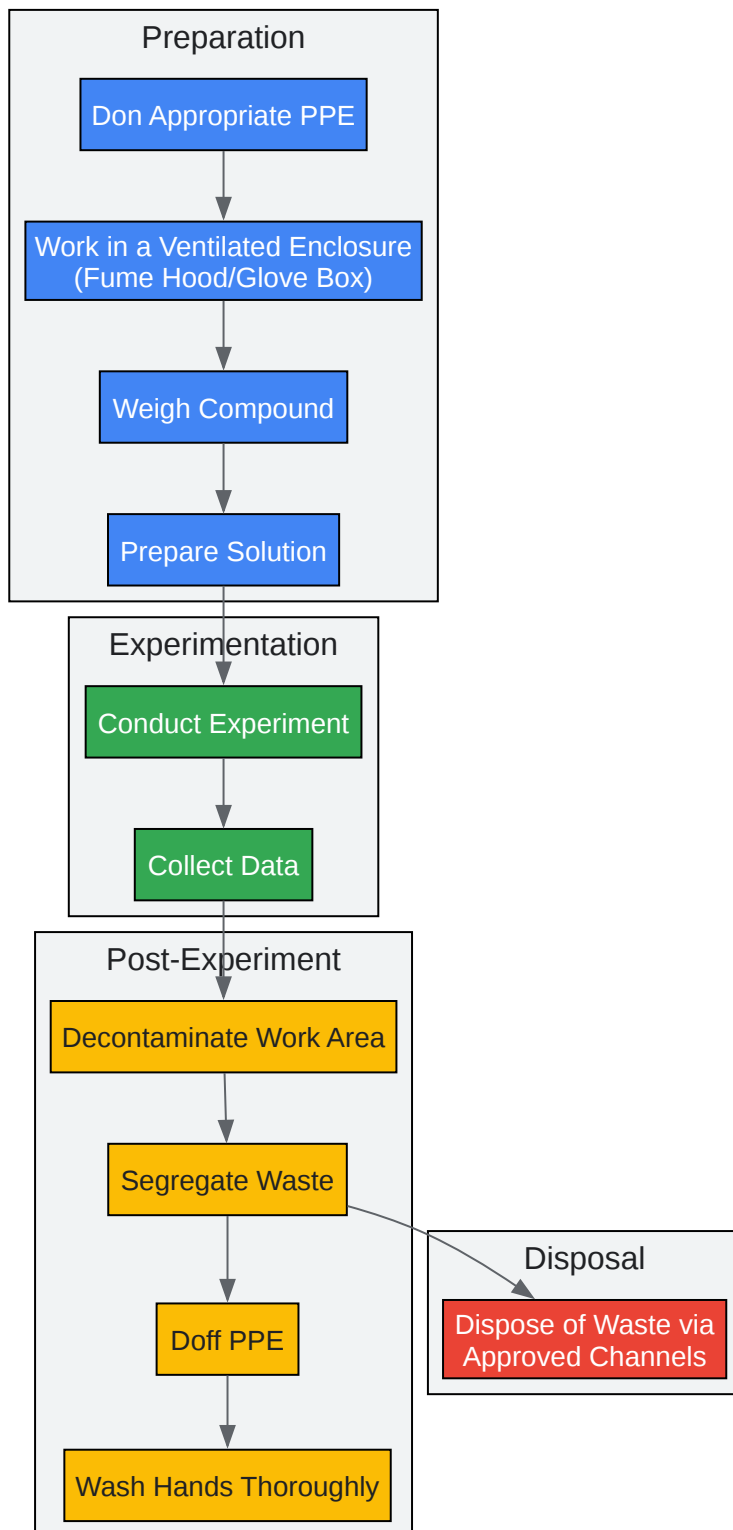 Preparation
Don Appropriate PPE
Work in a Ventilated Enclosure
(Fume Hood/Glove Box)
Weigh Compound
Prepare Solution
Experimentation
Conduct Experiment
Collect Data
Post-Experiment
Decontaminate Work Area
Segregate Waste
Doff PPE
Wash Hands Thoroughly
Disposal
Dispose of Waste via
Approved Channels